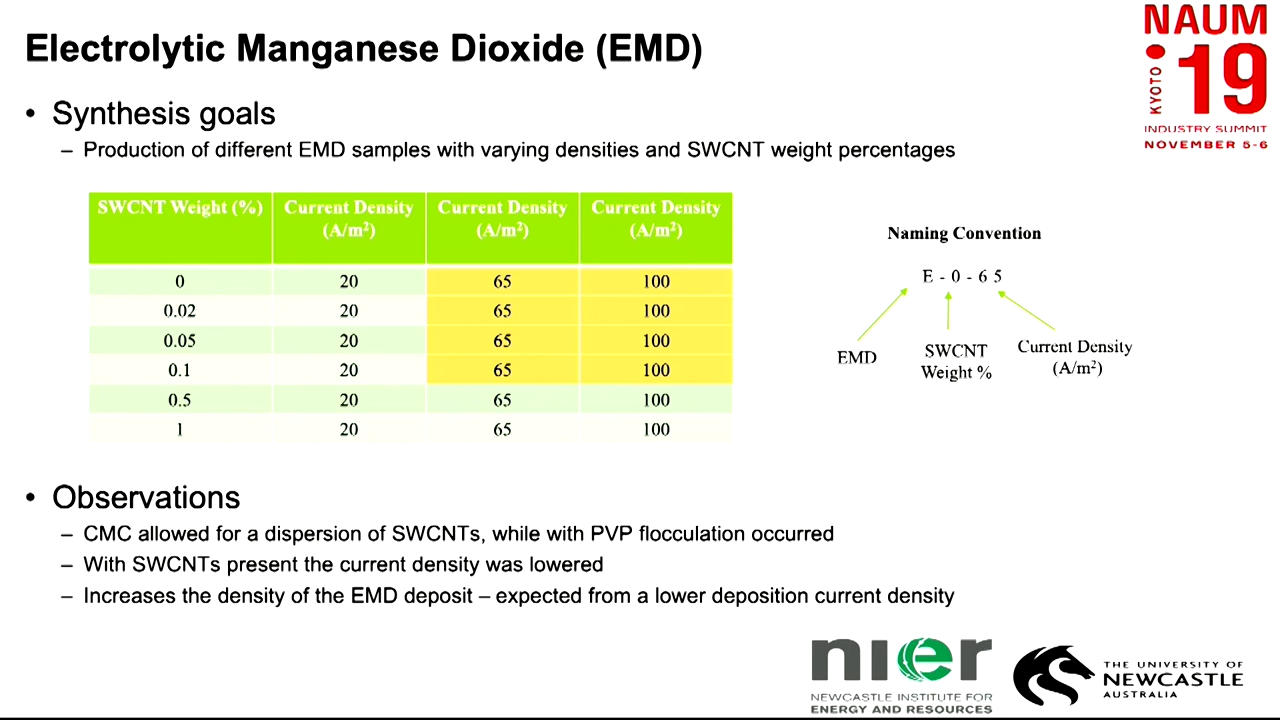 Electrolytic Manganese Dioxide (EMD)
NAUM
KYOTO
i19
INDUSTRY SUMMIT
NOVEMBER 5-6
• Synthesis goals
– Production of different EMD samples with varying densities and SWCNT weight percentages
SWCNT Weight (%) Current Density (A/m²) Current Density (A/m²) Current Density (A/m²)
0 20 65 100
0.02 20 65 100
0.05 20 65 100
0.1 20 65 100
0.5 20 65 100
1 20 65 100
Naming Convention
E - 0 - 6 5
EMD
SWCNT
Weight %
Current Density
(A/m²)
• Observations
– CMC allowed for a dispersion of SWCNTs, while with PVP flocculation occurred
– With SWCNTs present the current density was lowered
– Increases the density of the EMD deposit – expected from a lower deposition current density
nier
NEWCASTLE INSTITUTE FOR
ENERGY AND RESOURCES
THE UNIVERSITY OF
NEWCASTLE
AUSTRALIA